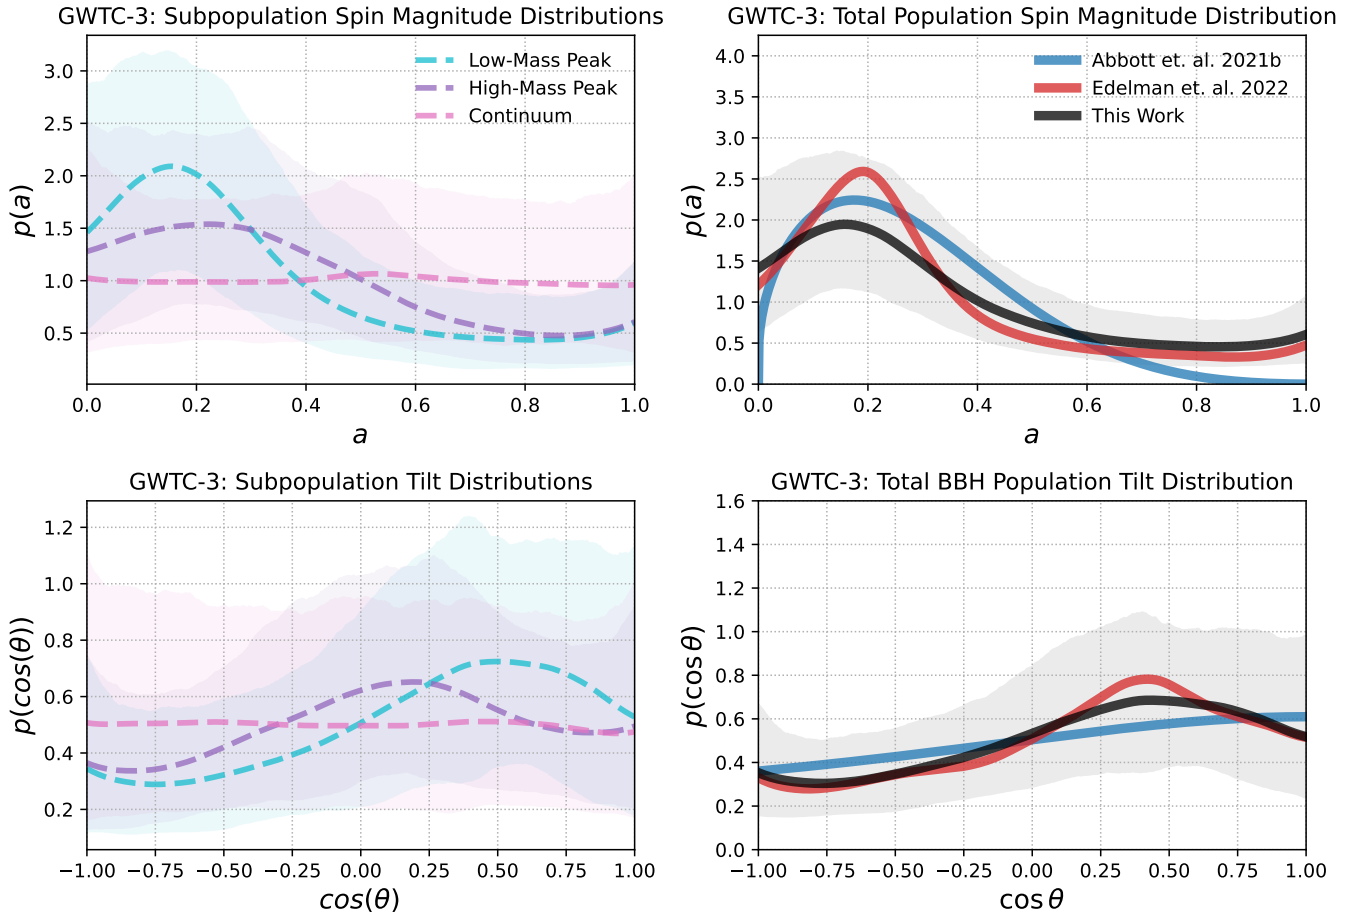 GWTC-3: Subpopulation Spin Magnitude Distributions
p(a)
3.0
2.5
2.0
1.5
1.0
0.5
Low-Mass Peak
High-Mass Peak
Continuum
0.0 0.2 0.4 0.6 0.8 1.0
a
GWTC-3: Total Population Spin Magnitude Distribution
p(a)
4.0
3.5
3.0
2.5
2.0
1.5
1.0
0.5
0.0
Abbott et. al. 2021b
Edelman et. al. 2022
This Work
0.0 0.2 0.4 0.6 0.8 1.0
a
GWTC-3: Subpopulation Tilt Distributions
p(cos(θ))
1.2
1.0
0.8
0.6
0.4
0.2
−1.00 −0.75 −0.50 −0.25 0.00 0.25 0.50 0.75 1.00
cos(θ)
GWTC-3: Total BBH Population Tilt Distribution
p(cos θ)
1.6
1.4
1.2
1.0
0.8
0.6
0.4
0.2
0.0
−1.00 −0.75 −0.50 −0.25 0.00 0.25 0.50 0.75 1.00
cos θ